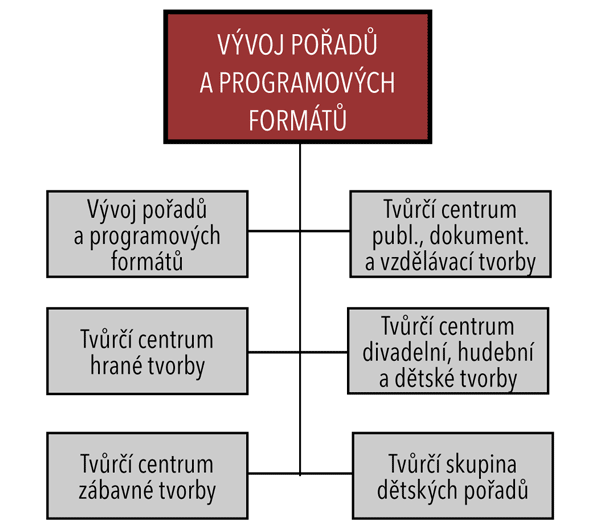 VÝVOJ POŘADŮ
A PROGRAMOVÝCH
FORMÁTŮ
Vývoj pořadů
a programových
formátů
Tvůrčí centrum
publ., dokument.
a vzdělávací tvorby
Tvůrčí centrum
hrané tvorby
Tvůrčí centrum
divadelní, hudební
a dětské tvorby
Tvůrčí centrum
zábavné tvorby
Tvůrčí skupina
dětských pořadů